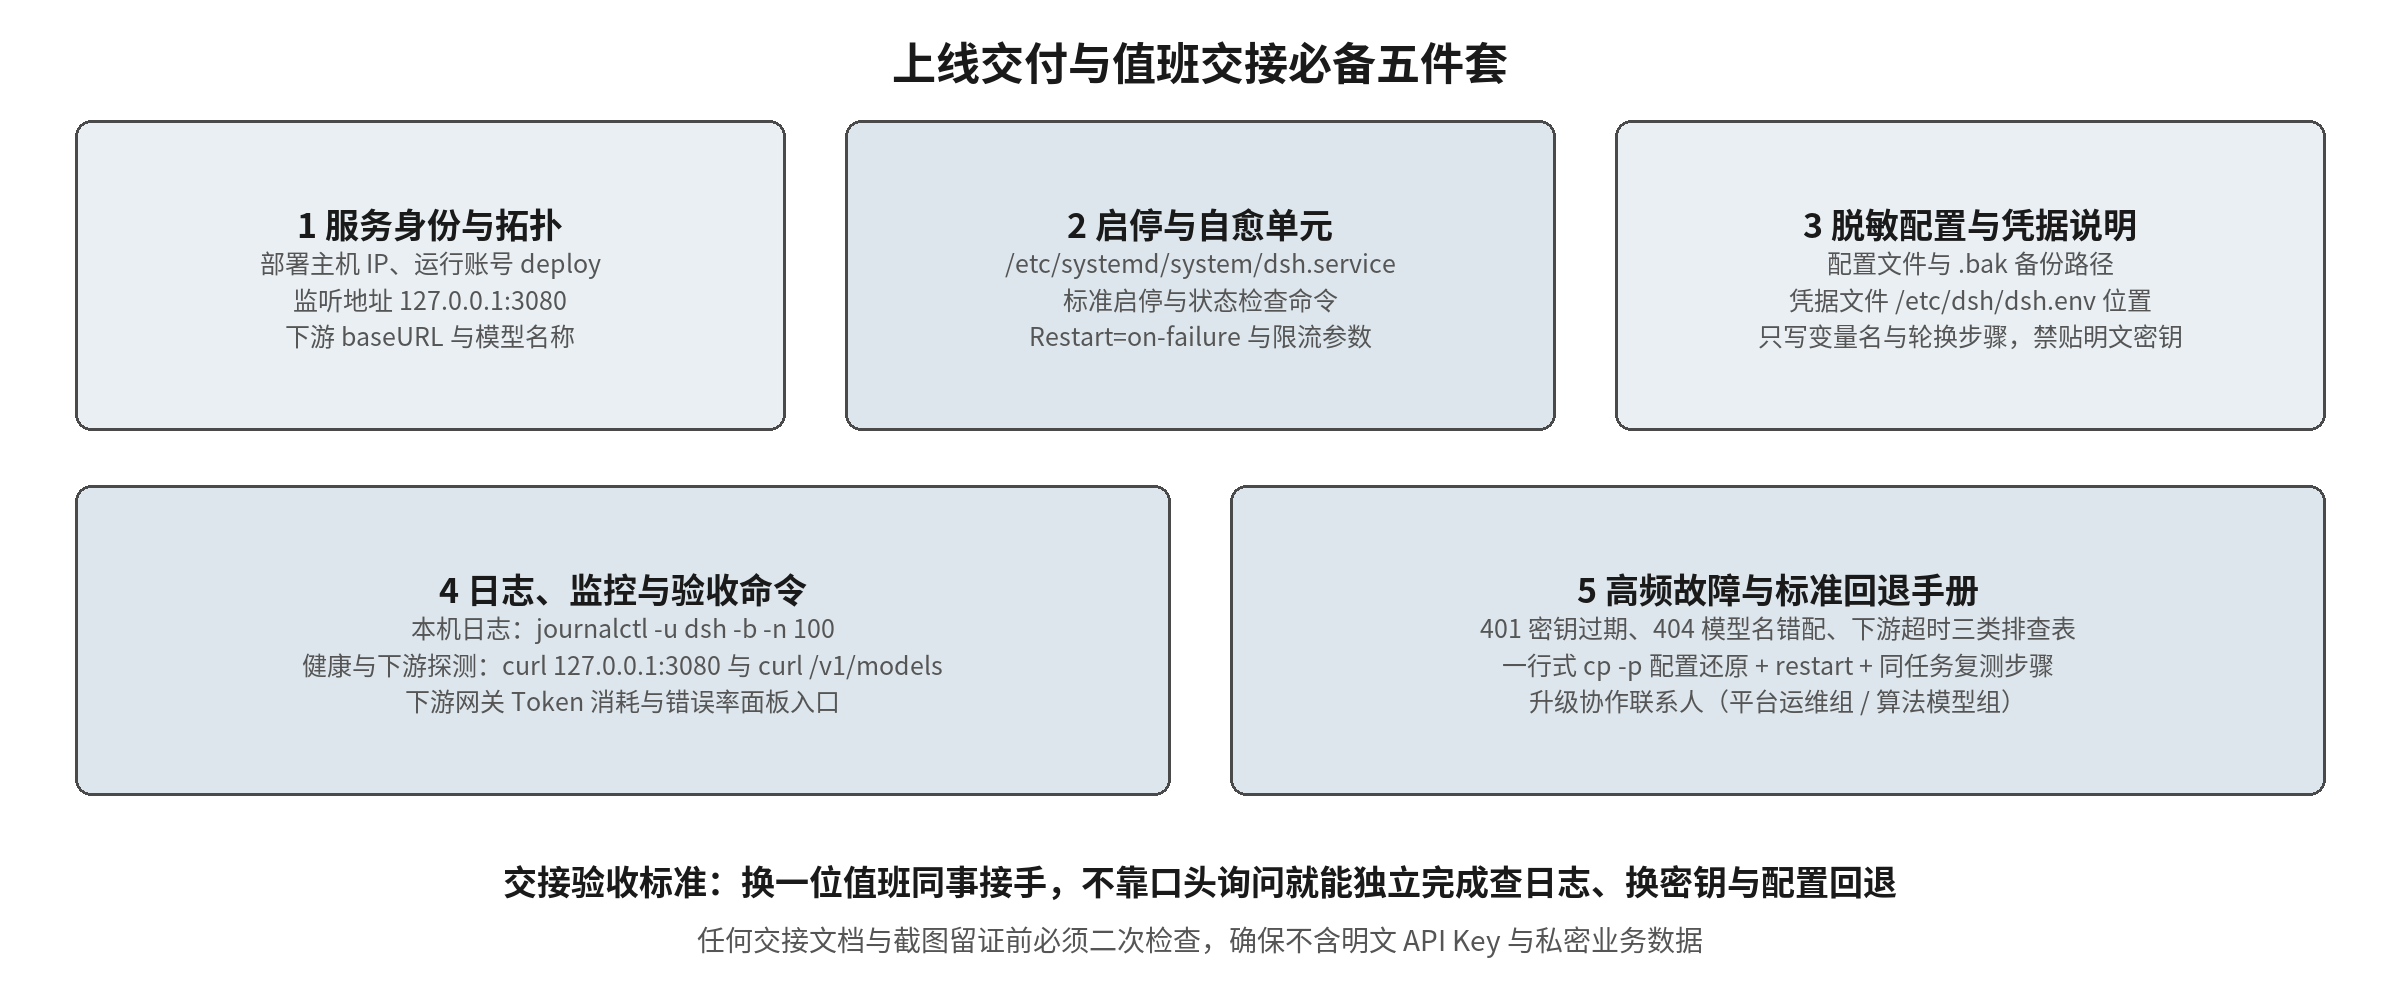 上线交付与值班交接必备五件套
1 服务身份与拓扑
部署主机 IP、运行账号 deploy
监听地址 127.0.0.1:3080
下游 baseURL 与模型名称
2 启停与自愈单元
/etc/systemd/system/dsh.service
标准启停与状态检查命令
Restart=on-failure 与限流参数
3 脱敏配置与凭据说明
配置文件与 .bak 备份路径
凭据文件 /etc/dsh/dsh.env 位置
只写变量名与轮换步骤，禁贴明文密钥
4 日志、监控与验收命令
本机日志：journalctl -u dsh -b -n 100
健康与下游探测：curl 127.0.0.1:3080 与 curl /v1/models
下游网关 Token 消耗与错误率面板入口
5 高频故障与标准回退手册
401 密钥过期、404 模型名错配、下游超时三类排查表
一行式 cp -p 配置还原 + restart + 同任务复测步骤
升级协作联系人（平台运维组 / 算法模型组）
交接验收标准：换一位值班同事接手，不靠口头询问就能独立完成查日志、换密钥与配置回退
任何交接文档与截图留证前必须二次检查，确保不含明文 API Key 与私密业务数据